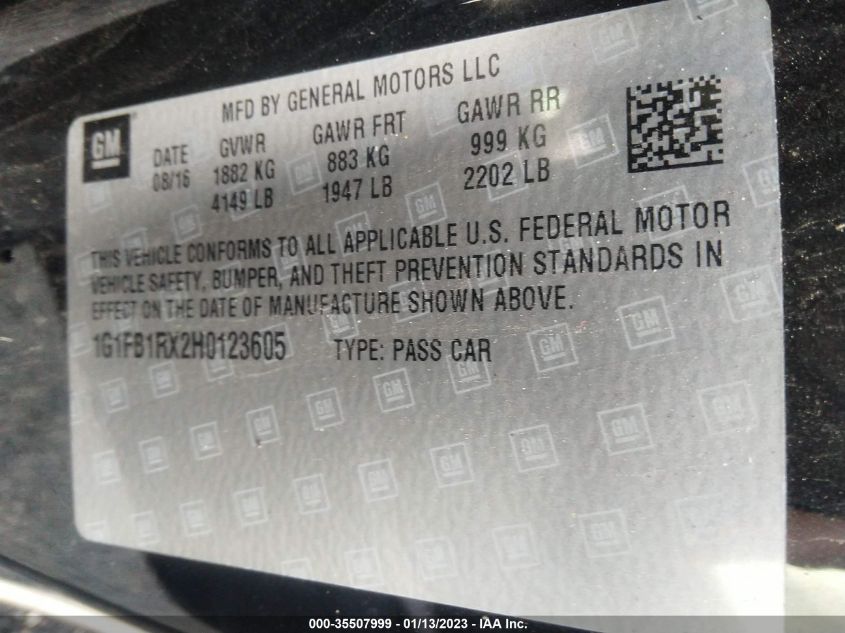 MFD BY GENERAL MOTORS LLC
GM
DATE GVWR GAWR FRT GAWR RR
08/16 1882 KG 883 KG 999 KG
4149 LB 1947 LB 2202 LB
THIS VEHICLE CONFORMS TO ALL APPLICABLE U.S. FEDERAL MOTOR
VEHICLE SAFETY, BUMPER, AND THEFT PREVENTION STANDARDS IN
EFFECT ON THE DATE OF MANUFACTURE SHOWN ABOVE.
1G1FB1RX2H0123605 TYPE: PASS CAR
000-35507999 - 01/13/2023 - IAA Inc.